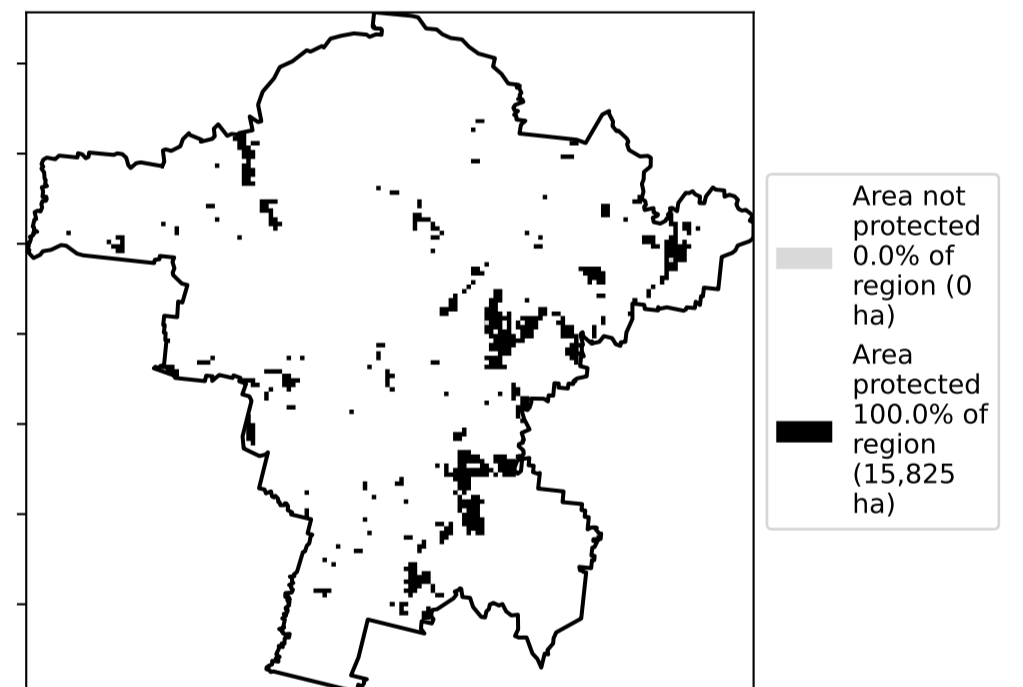 Area not
protected
0.0% of
region (0
ha)
Area
protected
100.0% of
region
(15,825
ha)